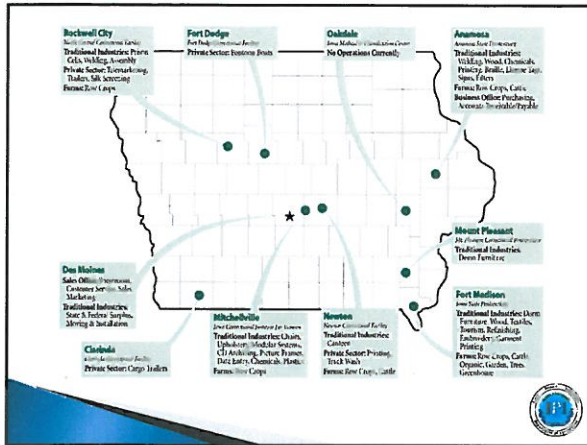 Rockwell City
North Central Correctional Facility
Traditional Industries: Prison
Cells, Welding, Assembly
Private Sector: Telemarketing,
Trailers, Silk Screening
Farms: Row Crops
Fort Dodge
Fort Dodge Correctional Facility
Private Sector: Pontoon Boats
Oakdale
Iowa Medical & Classification Center
No Operations Currently
Anamosa
Anamosa State Penitentiary
Traditional Industries:
Welding, Wood, Chemicals,
Printing, Braille, License Tags,
Signs, Filters
Farms: Row Crops, Cattle
Business Office: Purchasing,
Accounts Receivable/Payable
Mount Pleasant
Mt. Pleasant Correctional
Traditional Industries:
Dorm Furniture
Fort Madison
Iowa State Penitentiary
Traditional Industries: Dorm
Furniture, Wood, Textiles,
Tourism, Refinishing,
Embroidery, Garment
Printing
Farms: Row Crops, Cattle,
Organic, Garden, Trees,
Greenhouse
Des Moines
Sales Office/Showroom,
Customer Service, Sales,
Marketing
Traditional Industries:
State & Federal Surplus,
Moving & Installation
Clarinda
Clarinda Correctional Facility
Private Sector: Cargo Trailers
Mitchellville
Iowa Correctional Institute for Women
Traditional Industries: Chairs,
Upholstery, Modular Systems,
CD Archiving, Picture Frames,
Data Entry, Chemicals, Plastics
Farms: Row Crops
Newton
Newton Correctional Facility
Traditional Industries:
Canteen
Private Sector: Printing,
Truck Wash
Farms: Row Crops, Cattle
IPI